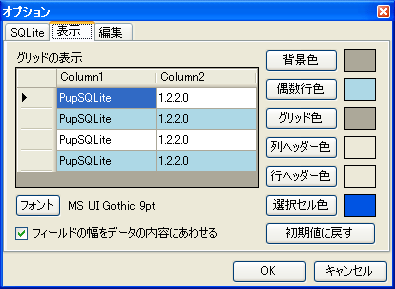 オプション
SQLite 表示 編集
グリッドの表示
Column1 Column2
PupSQLite 1.2.2.0
PupSQLite 1.2.2.0
PupSQLite 1.2.2.0
PupSQLite 1.2.2.0
フォント MS UI Gothic 9pt
フィールドの幅をデータの内容にあわせる
背景色
偶数行色
グリッド色
列ヘッダー色
行ヘッダー色
選択セル色
初期値に戻す
OK キャンセル